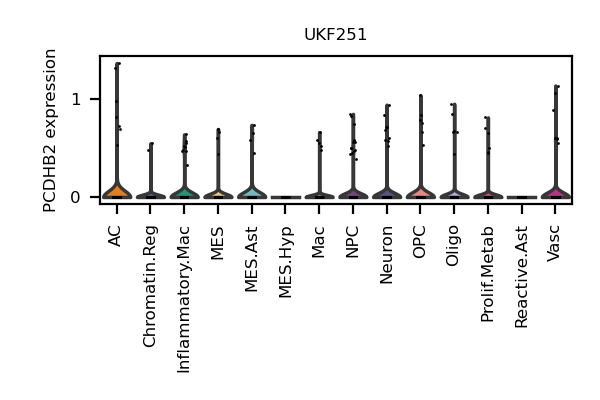 UKF251
PCDHB2 expression
1
0
AC
Chromatin.Reg
Inflammatory.Mac
MES
MES.Ast
MES.Hyp
Mac
NPC
Neuron
OPC
Oligo
Prolif.Metab
Reactive.Ast
Vasc